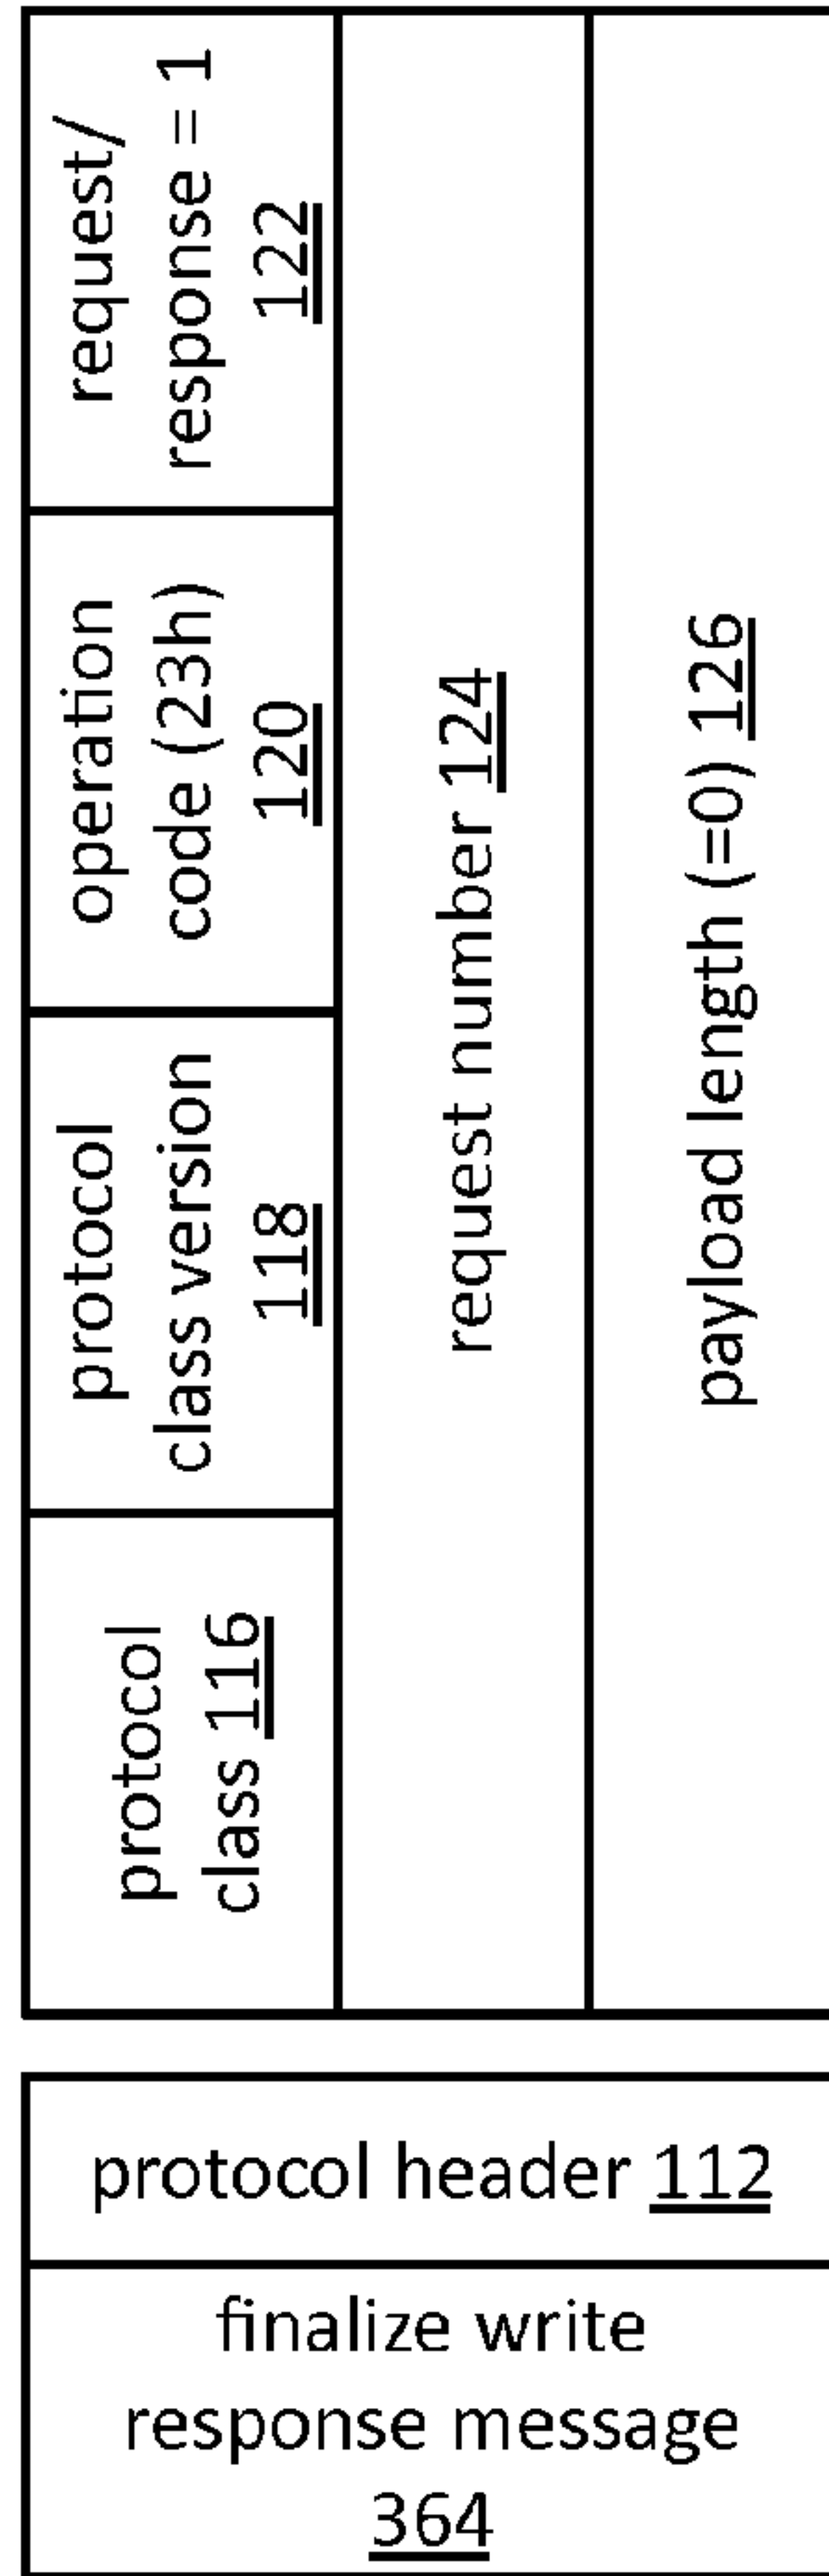 finalize write
response message
364
protocol header 112
protocol
class 116
protocol
class version
118
operation
code (23h)
120
request/
response = 1
122
request number 124
payload length (=0) 126